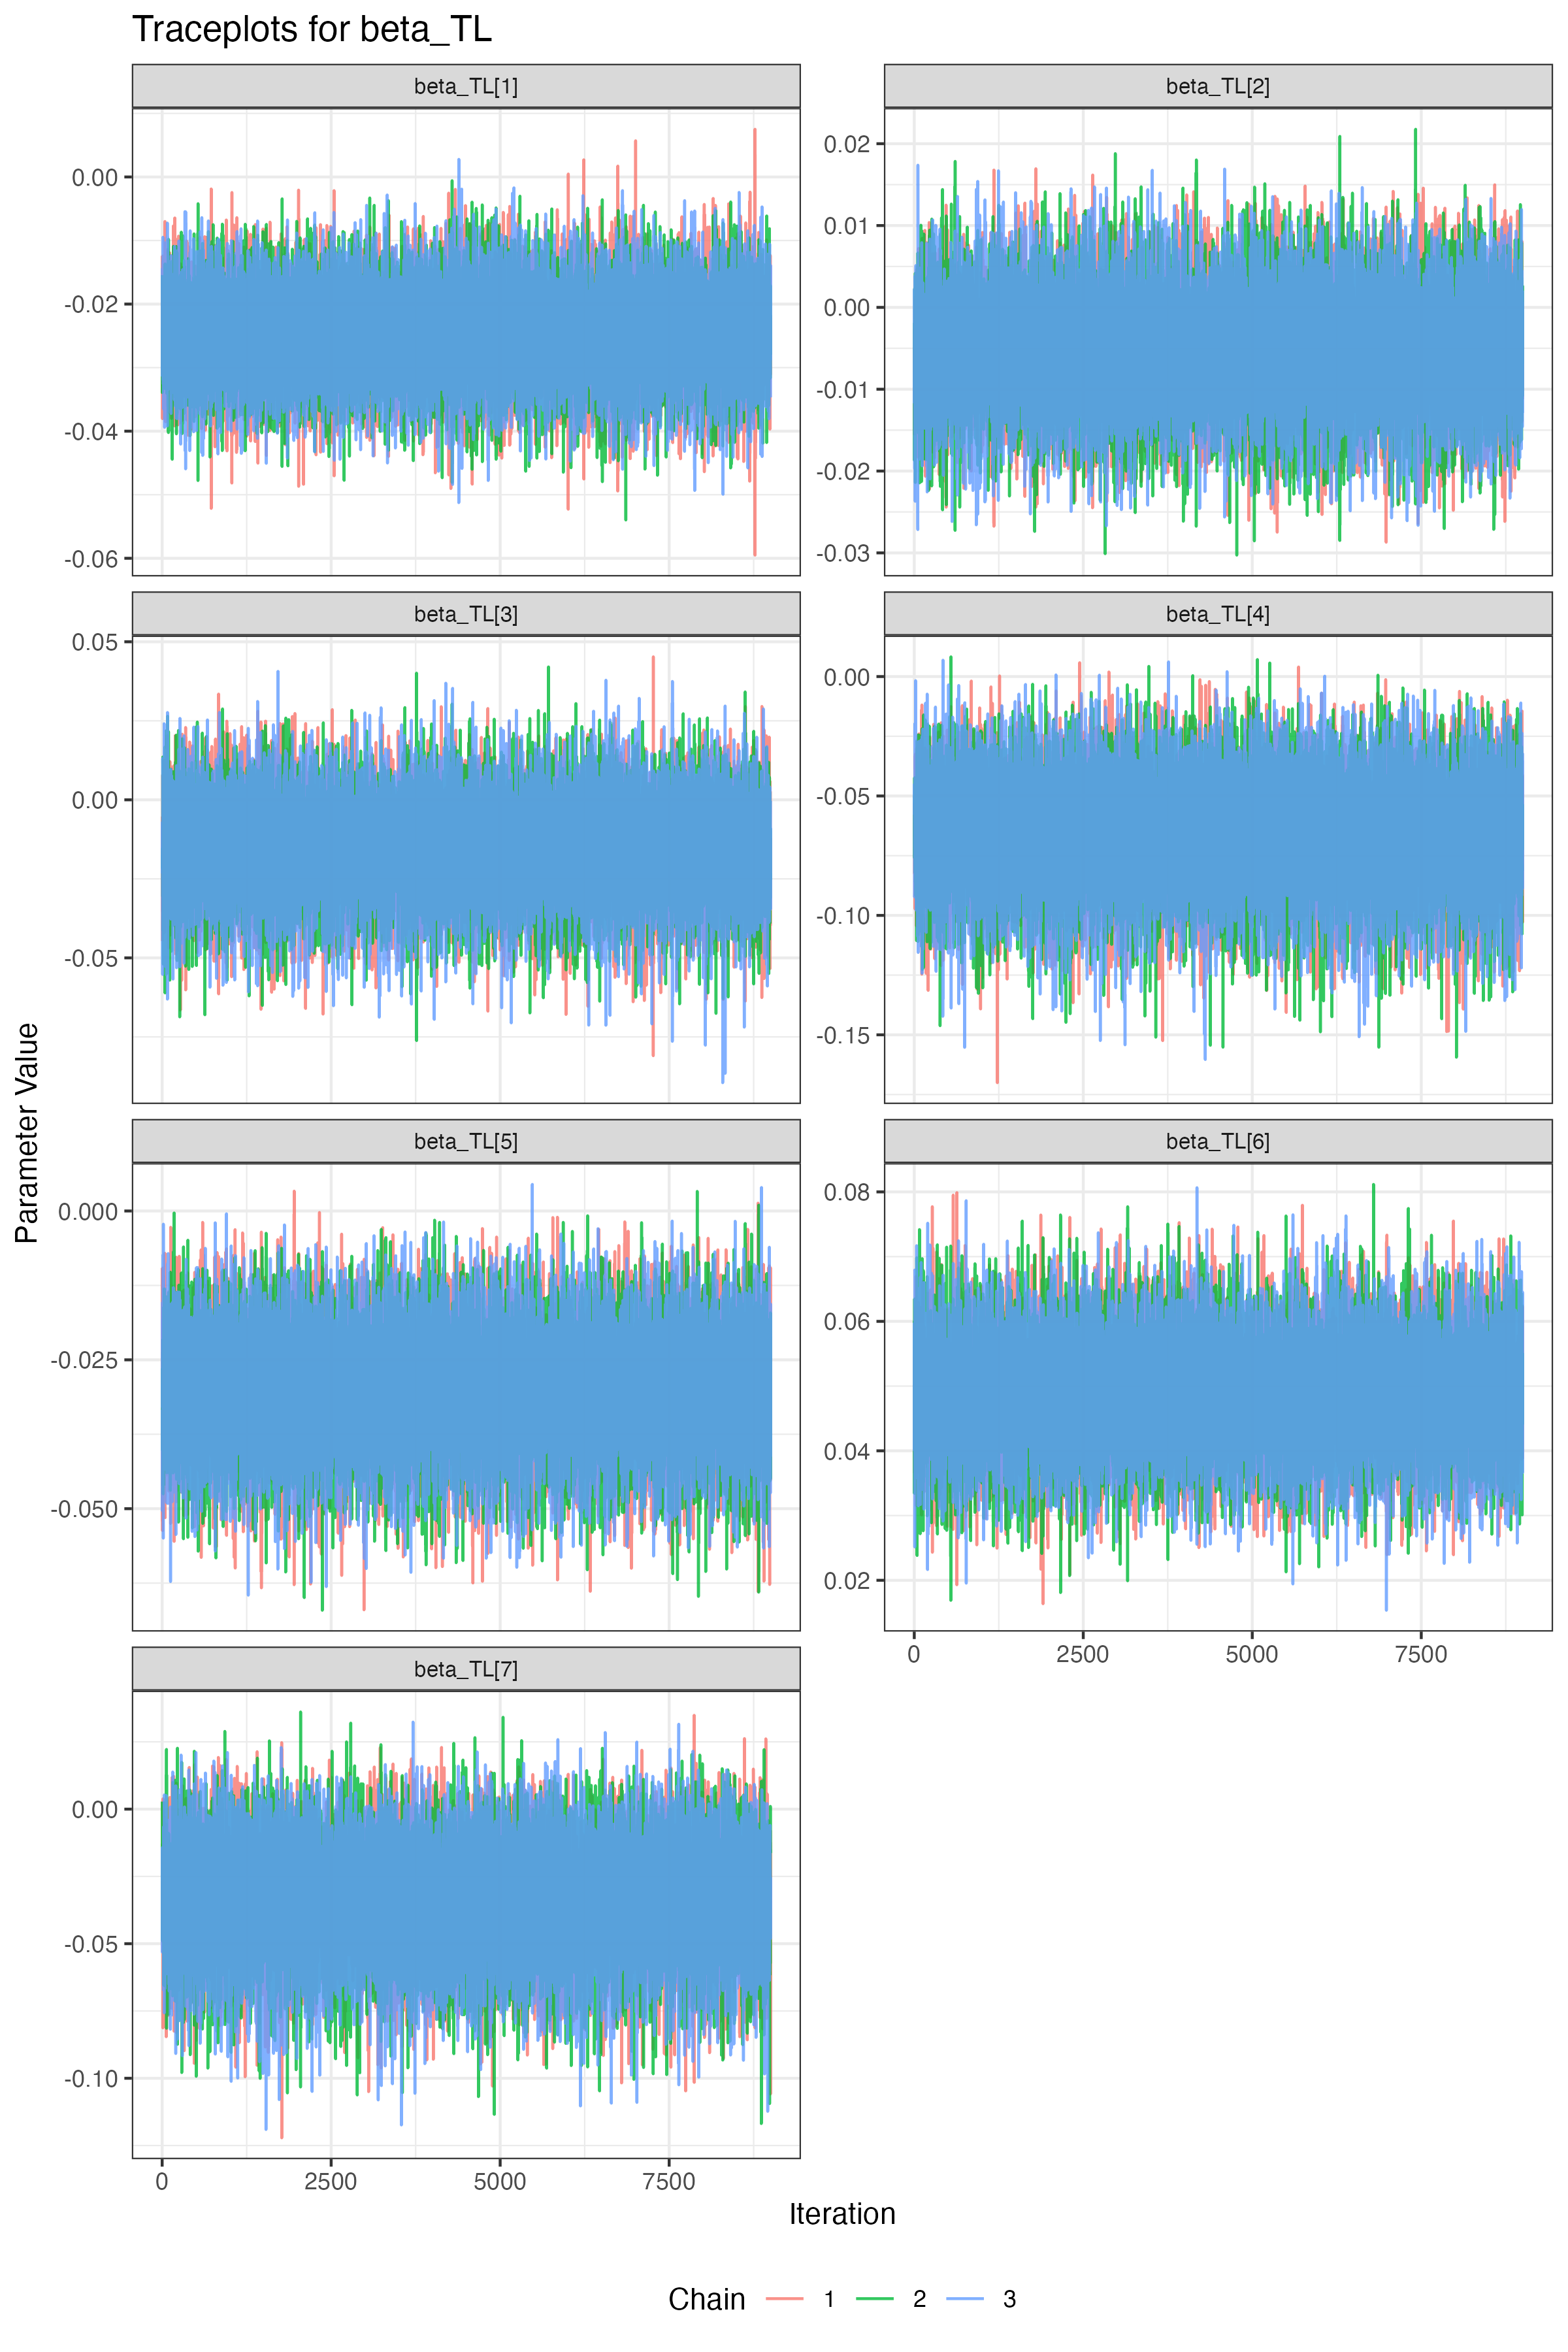 Traceplots for beta_TL
beta_TL[1]
beta_TL[2]
0.00
-0.02
-0.04
-0.06
0.02
0.01
0.00
-0.01
-0.02
-0.03
beta_TL[3]
beta_TL[4]
0.05
0.00
-0.05
0.00
-0.05
-0.10
-0.15
Parameter Value
beta_TL[5]
beta_TL[6]
0.000
-0.025
-0.050
0.08
0.06
0.04
0.02
0 2500 5000 7500
beta_TL[7]
0.00
-0.05
-0.10
0 2500 5000 7500
Iteration
Chain 1 2 3